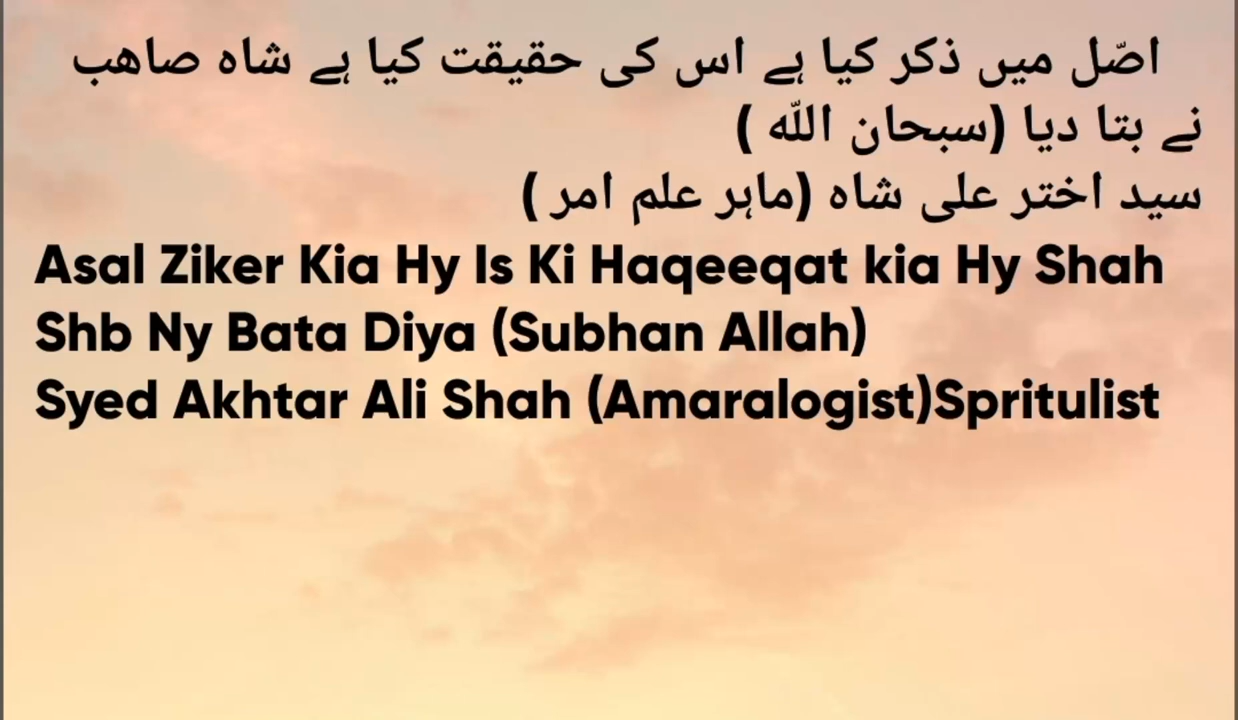 اصّل میں ذکر کیا ہے اس کی حقیقت کیا ہے شاہ صاھب
نے بتا دیا (سبحان اللّٰه )
سید اختر علی شاہ (ماہر علم امر )
Asal Ziker Kia Hy Is Ki Haqeeqat kia Hy Shah
Shb Ny Bata Diya (Subhan Allah)
Syed Akhtar Ali Shah (Amaralogist)Spritulist